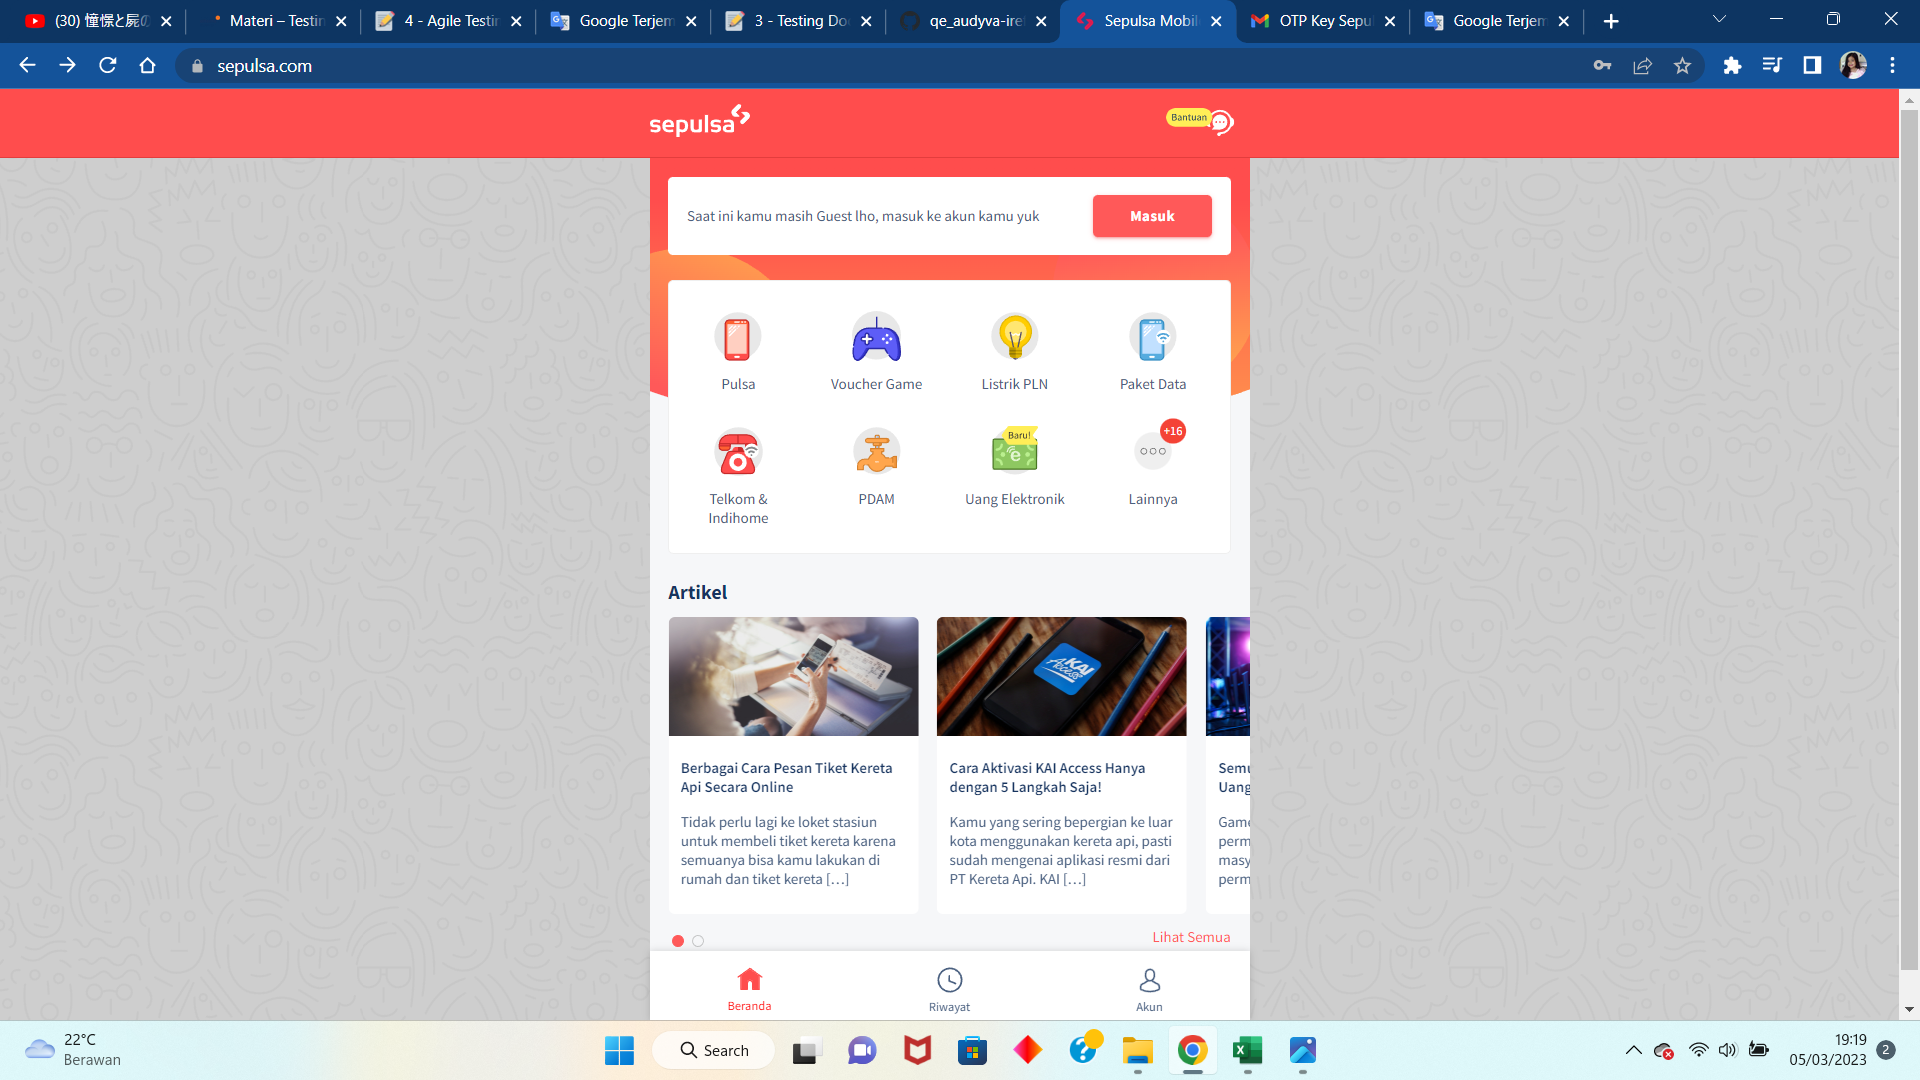 (30) 憧憬と屍の
Materi – Testin
4 - Agile Testin
Google Terjem
3 - Testing Do
qe_audyva-ire
Sepulsa Mobil
OTP Key Sepul
Google Terjem
sepulsa.com
sepulsa
Bantuan
Saat ini kamu masih Guest lho, masuk ke akun kamu yuk
Masuk
Pulsa
Voucher Game
Listrik PLN
Paket Data
Baru!
+16
Telkom &
Indihome
PDAM
Uang Elektronik
Lainnya
Artikel
KAI
Access
Berbagai Cara Pesan Tiket Kereta
Api Secara Online
Tidak perlu lagi ke loket stasiun
untuk membeli tiket kereta karena
semuanya bisa kamu lakukan di
rumah dan tiket kereta […]
Cara Aktivasi KAI Access Hanya
dengan 5 Langkah Saja!
Kamu yang sering bepergian ke luar
kota menggunakan kereta api, pasti
sudah mengenai aplikasi resmi dari
PT Kereta Api. KAI […]
Semu
Uang
Game
perm
masy
perm
Lihat Semua
Beranda
Riwayat
Akun
22°C
Berawan
Search
19:19
05/03/2023
2